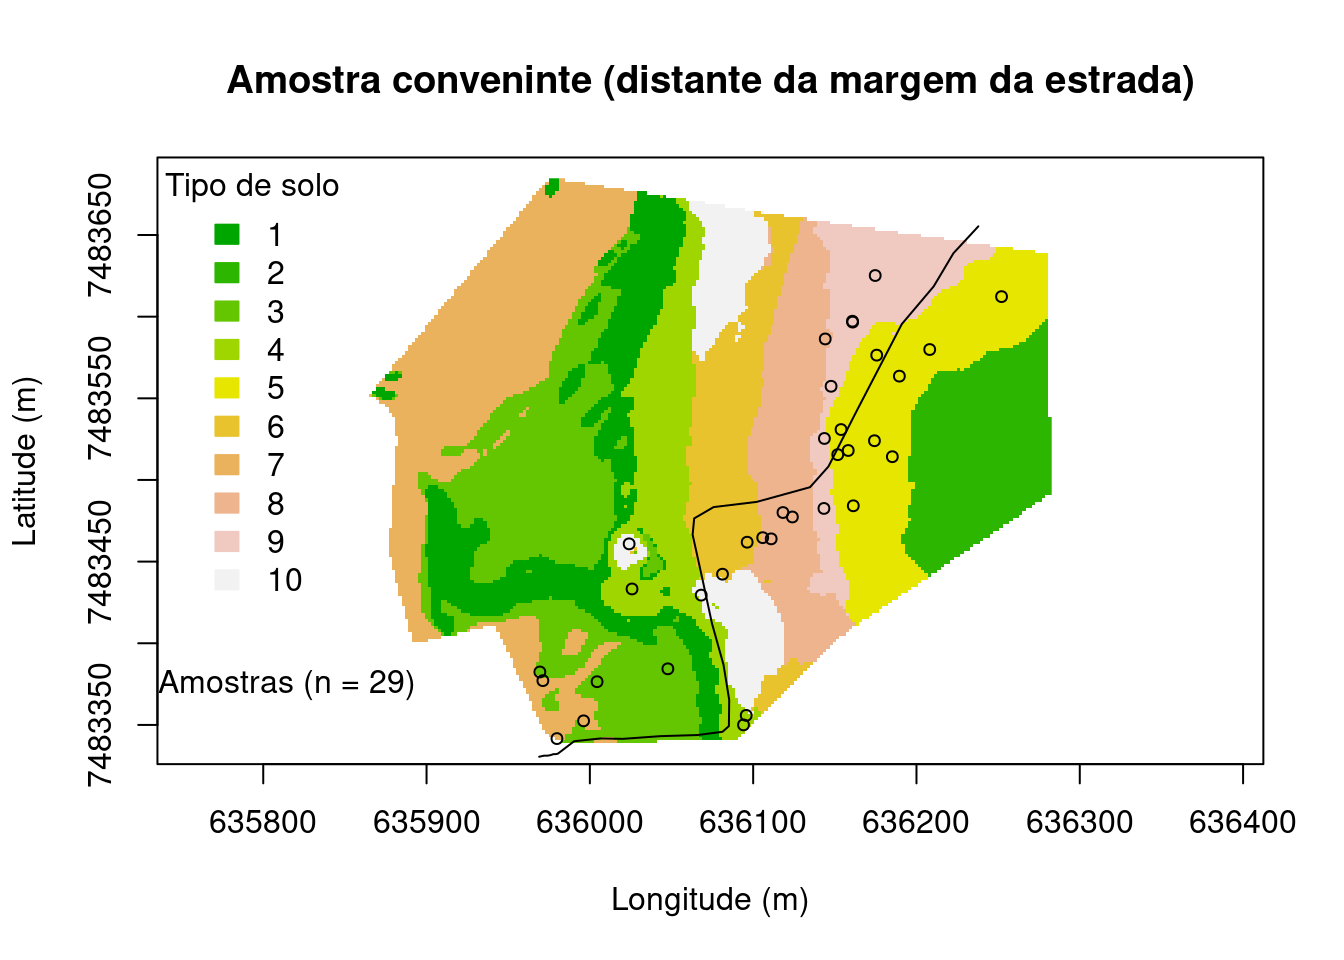 Amostra conveninte (distante da margem da estrada)
Tipo de solo
1
2
3
4
5
6
7
8
9
10
Amostras (n = 29)
Latitude (m)
7483650
7483550
7483450
7483350
635800 635900 636000 636100 636200 636300 636400
Longitude (m)